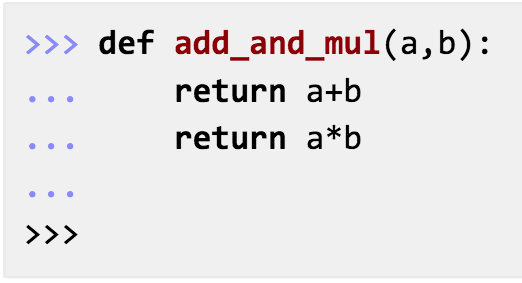 >>> def add_and_mul(a,b):
...     return a+b
...     return a*b
...
>>>